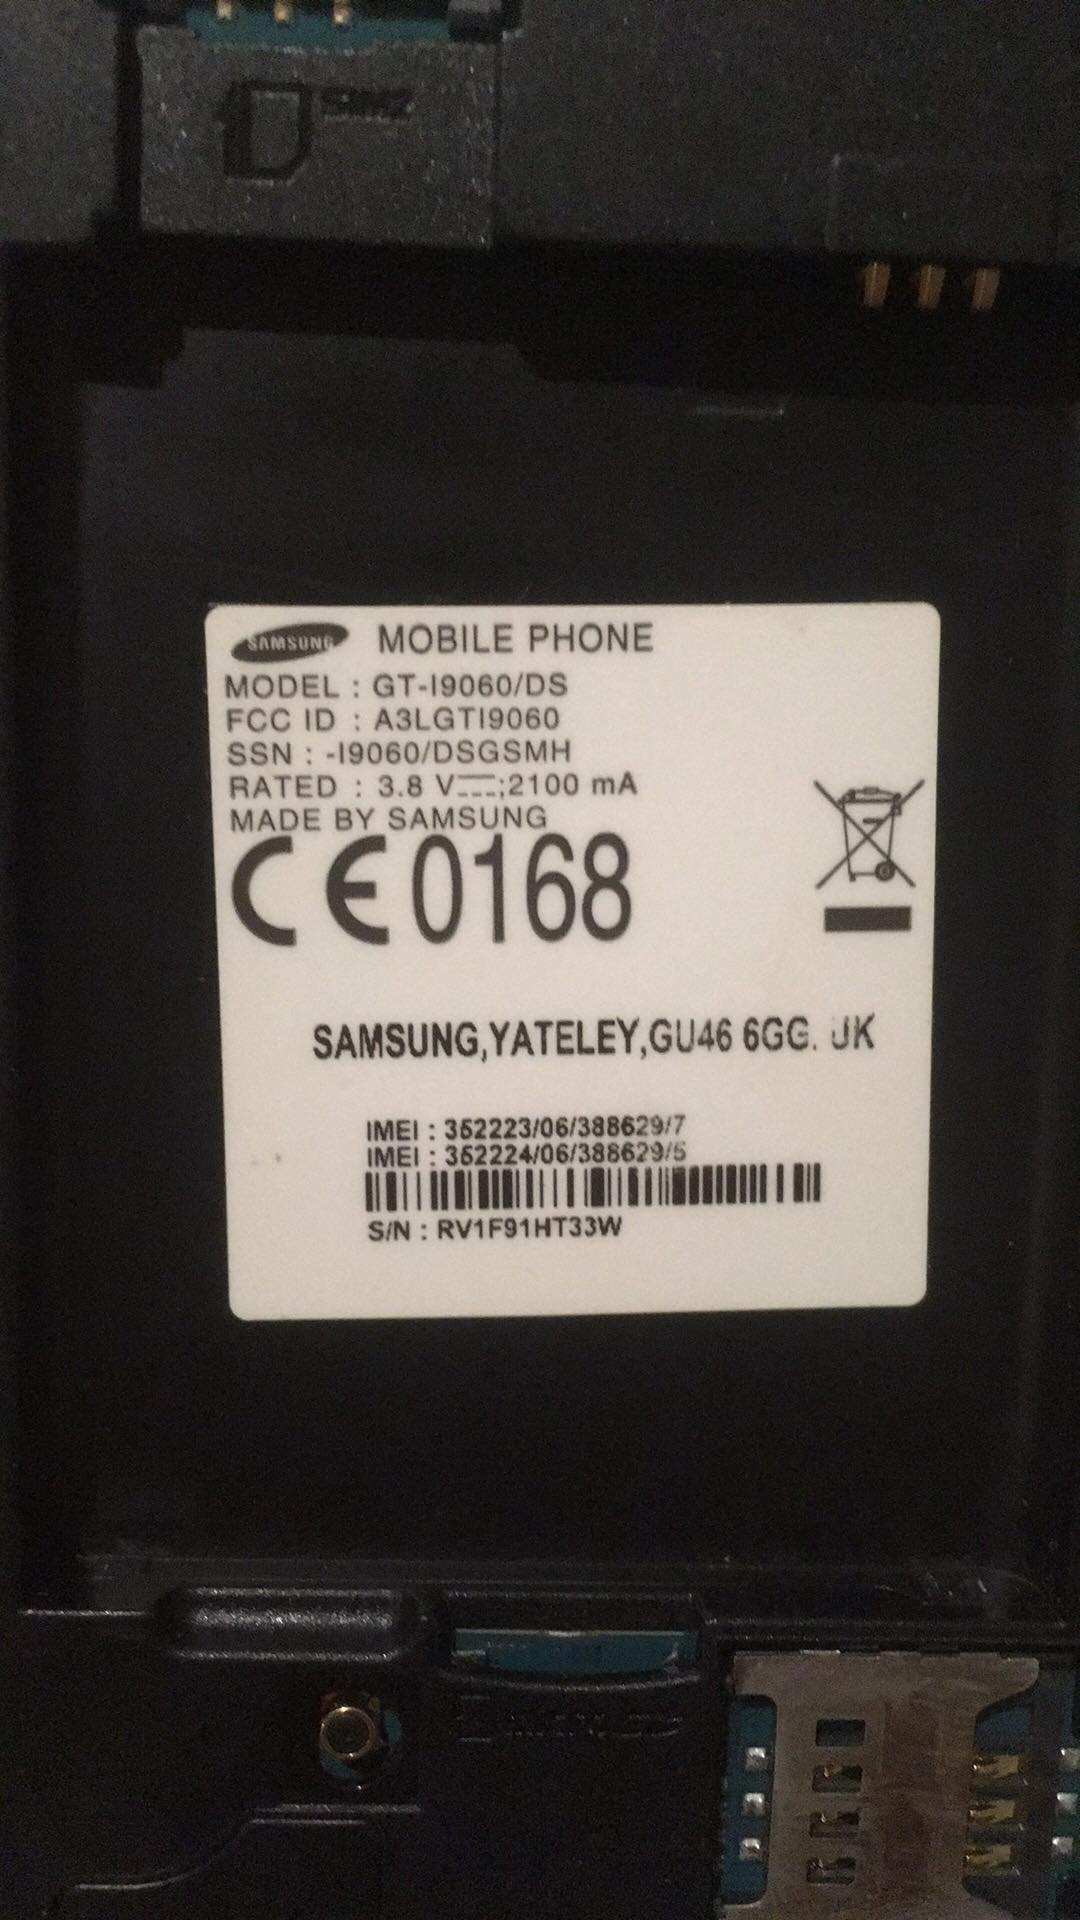 SIM2
SAMSUNG MOBILE PHONE
MODEL : GT-I9060/DS
FCC ID : A3LGTI9060
SSN : -I9060/DSGSMH
RATED : 3.8 V⎓;2100 mA
MADE BY SAMSUNG
CE0168
SAMSUNG,YATELEY,GU46 6GG. UK
IMEI : 352223/06/388629/7
IMEI : 352224/06/388629/5
S/N : RV1F91HT33W